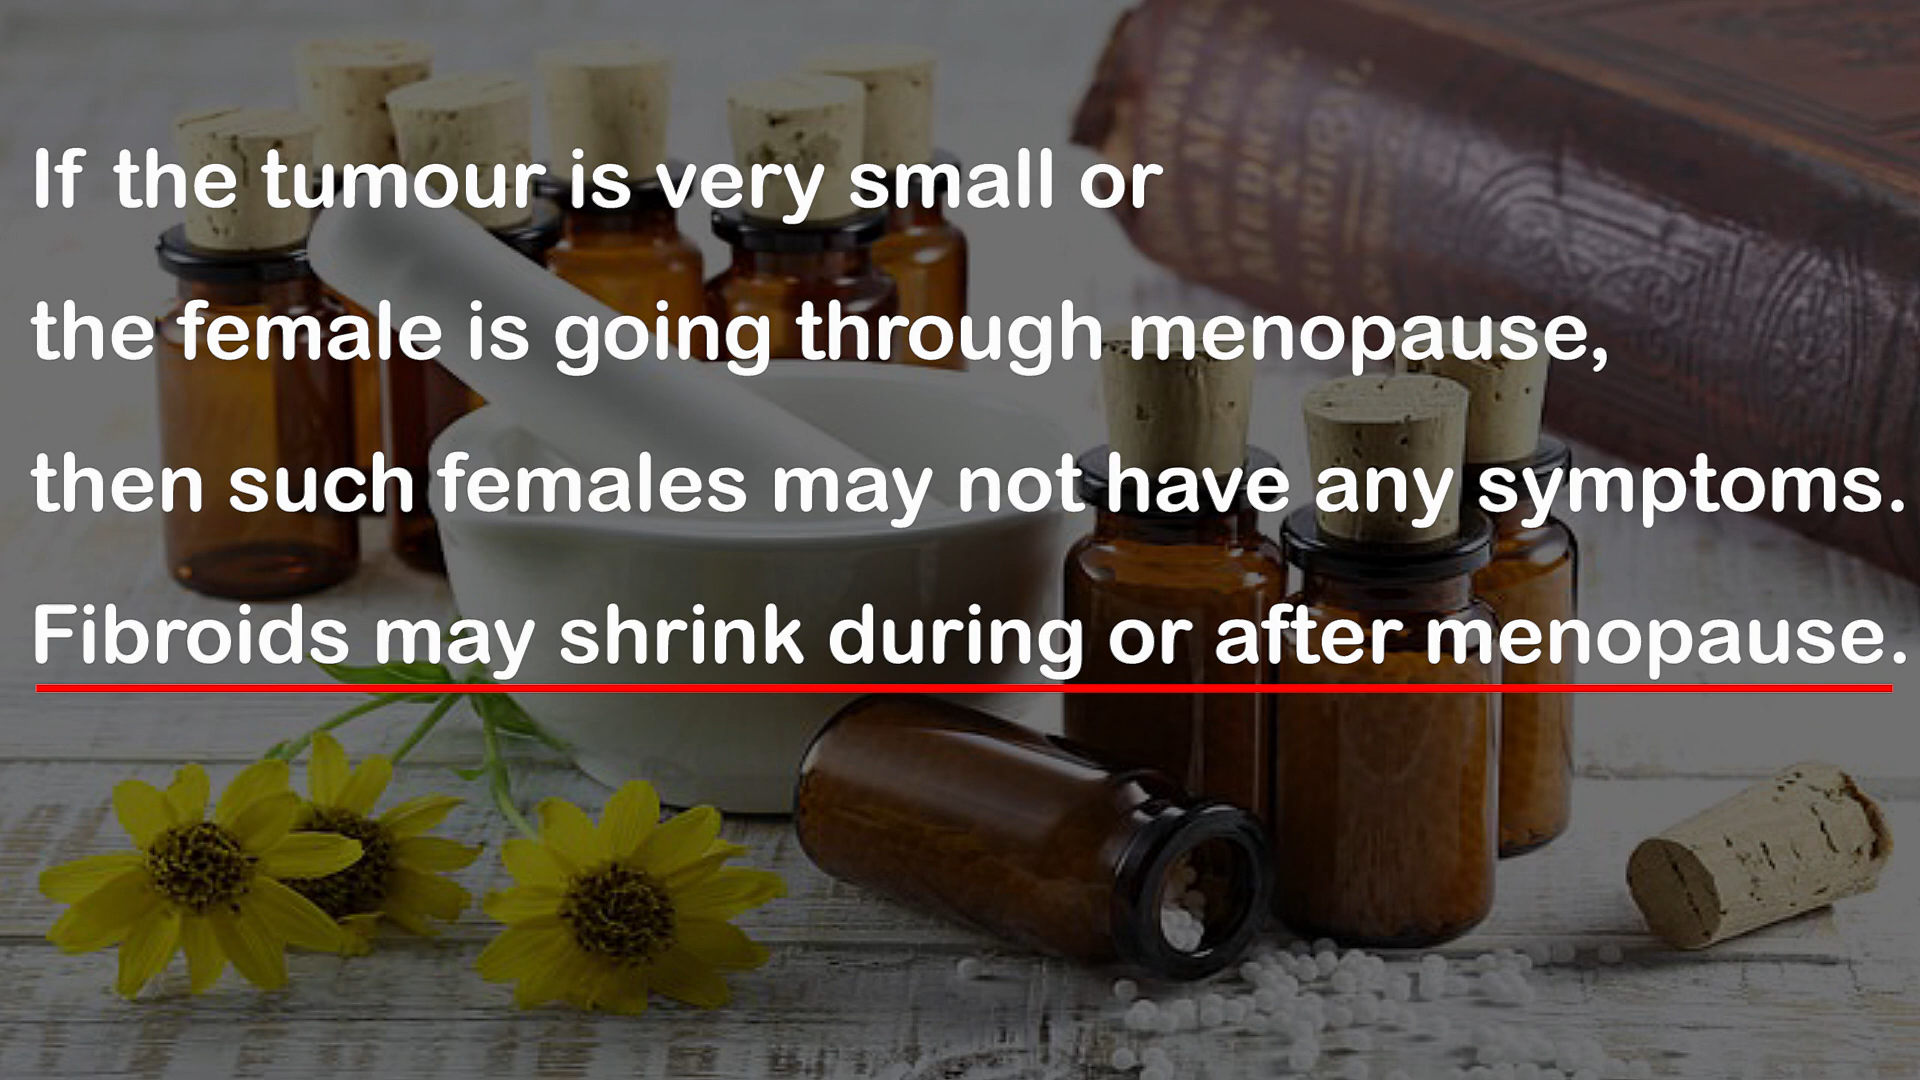 If the tumour is very small or
the female is going through menopause,
then such females may not have any symptoms.
Fibroids may shrink during or after menopause.